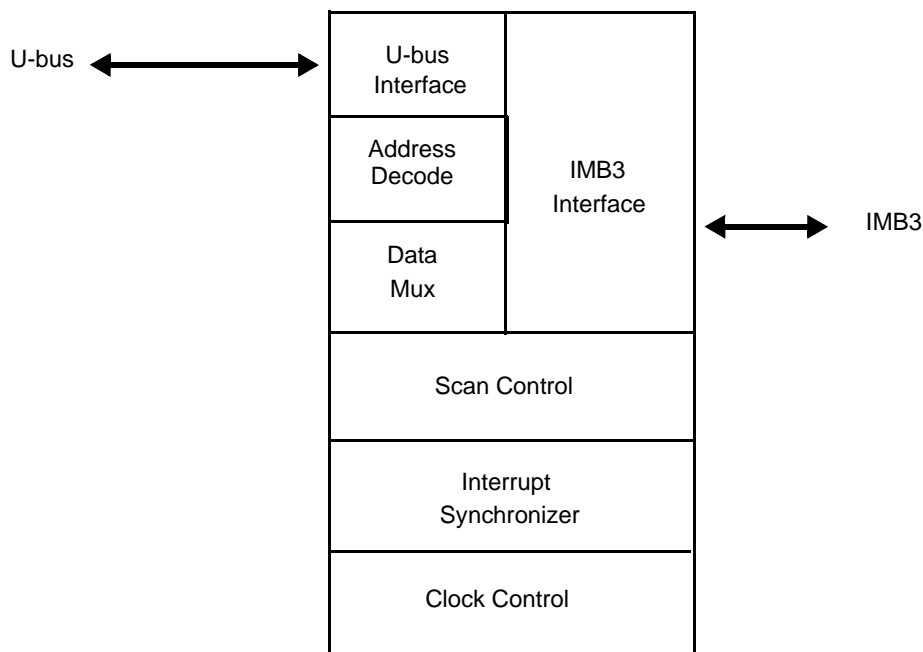 U-bus
U-bus
Interface
Address
Decode
IMB3
Interface
IMB3
Data
Mux
Scan Control
Interrupt
Synchronizer
Clock Control